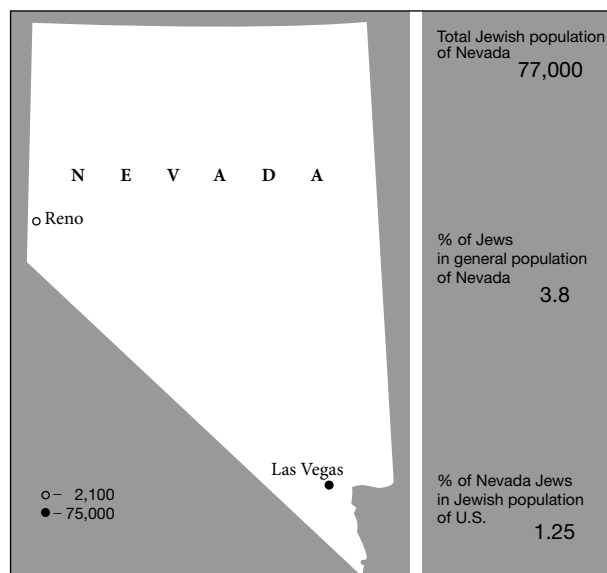 N E V A D A
Reno
Las Vegas
– 2,100
– 75,000
Total Jewish population
of Nevada
77,000
% of Jews
in general population
of Nevada
3.8
% of Nevada Jews
in Jewish population
of U.S.
1.25